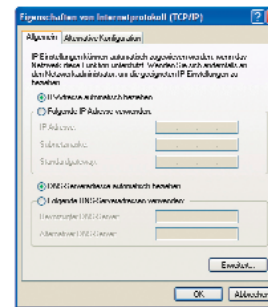 Eigenschaften von Internetprotokoll (TCP/IP)
Allgemein Alternative Konfiguration
IP-Einstellungen können automatisch zugewiesen werden, wenn das
Netzwerk diese Funktion unterstützt. Wenden Sie sich andernfalls an
den Netzwerkadministrator, um die geeigneten IP-Einstellungen zu
beziehen.
IP-Adresse automatisch beziehen
Folgende IP-Adresse verwenden:
IP-Adresse:
Subnetzmaske:
Standardgateway:
DNS-Serveradresse automatisch beziehen
Folgende DNS-Serveradressen verwenden:
Bevorzugter DNS-Server:
Alternativer DNS-Server:
Erweitert...
OK Abbrechen